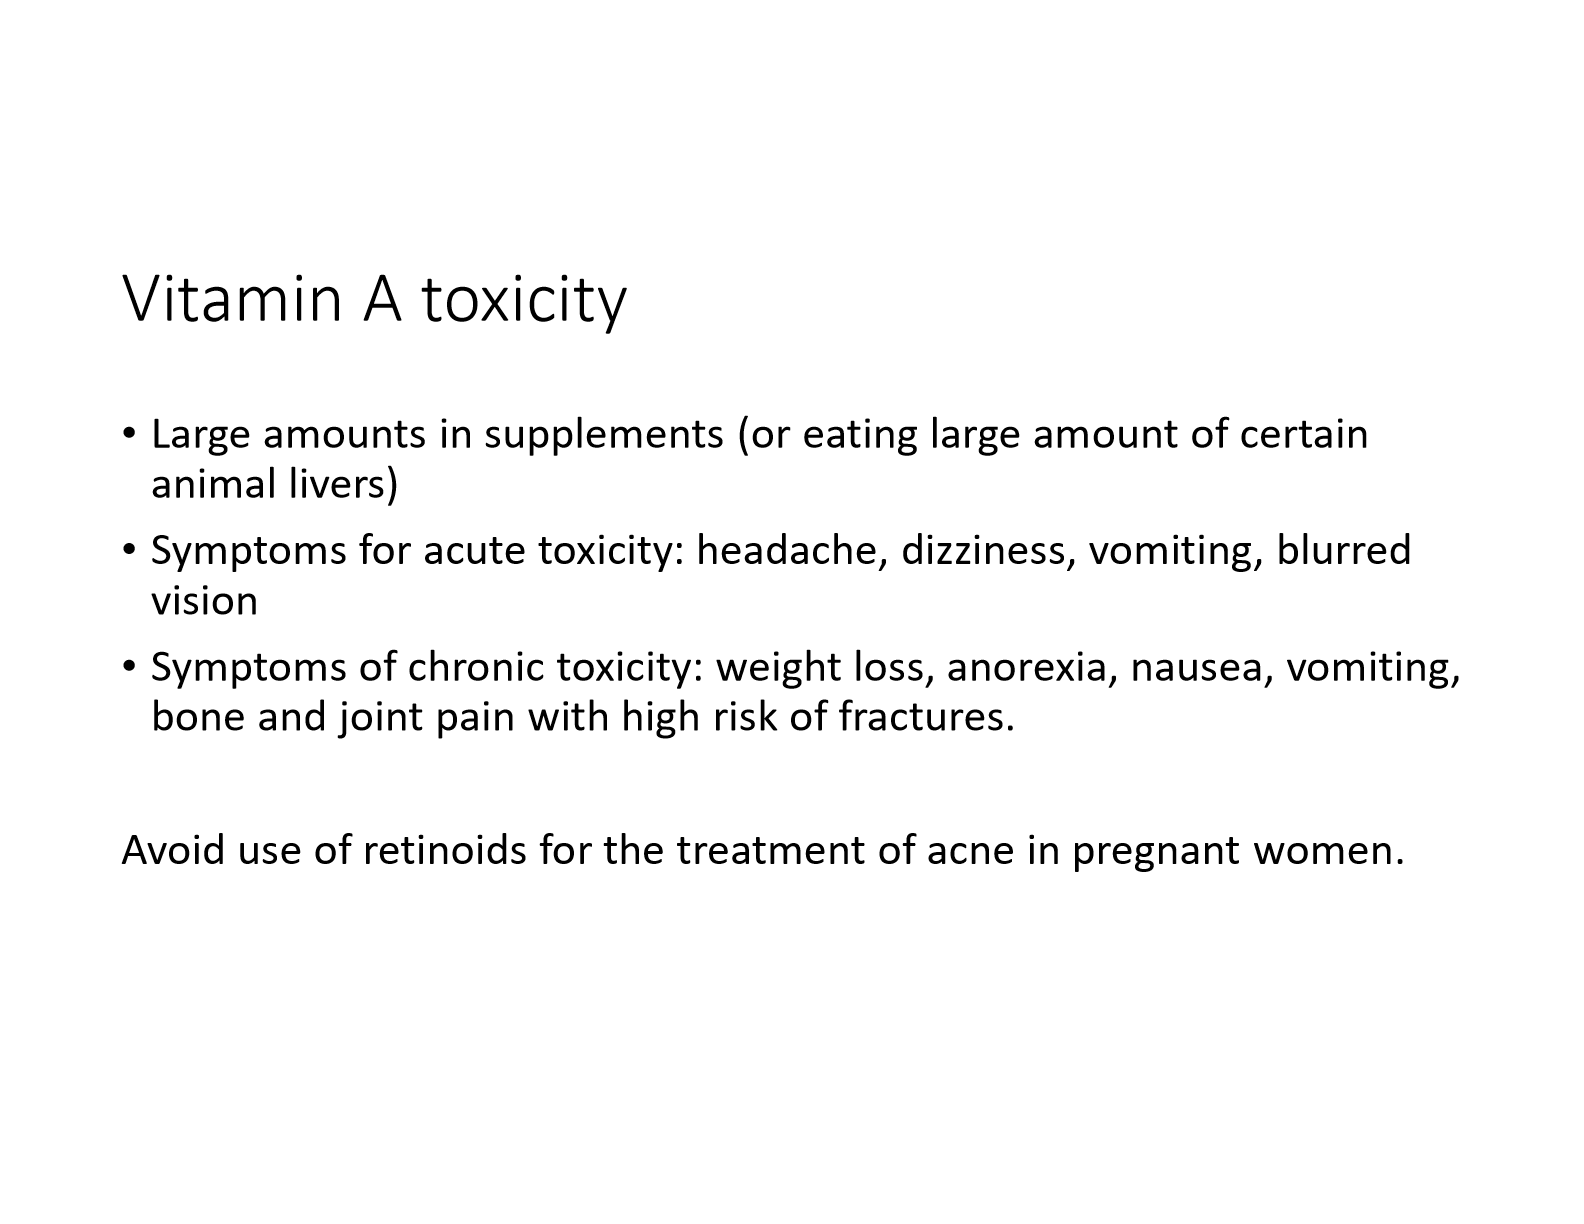 Vitamin A toxicity
• Large amounts in supplements (or eating large amount of certain
animal livers)
• Symptoms for acute toxicity: headache, dizziness, vomiting, blurred
vision
• Symptoms of chronic toxicity: weight loss, anorexia, nausea, vomiting,
bone and joint pain with high risk of fractures.
Avoid use of retinoids for the treatment of acne in pregnant women.